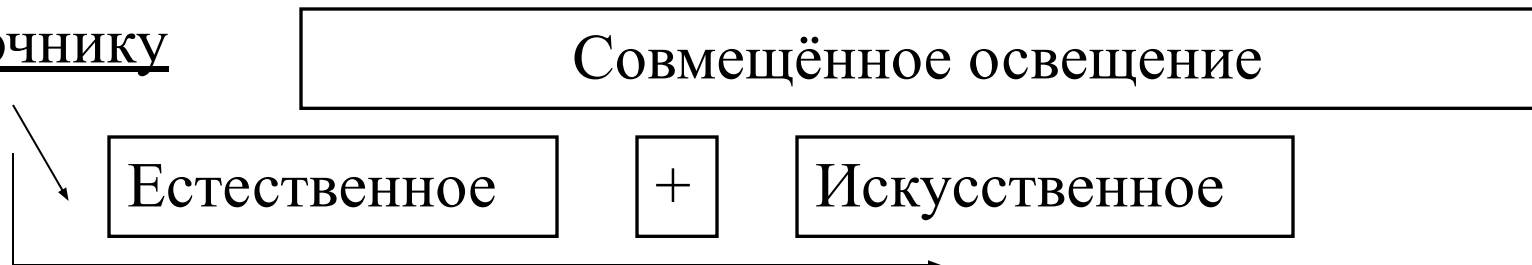 очнику
Совмещённое освещение
Естественное + Искусственное